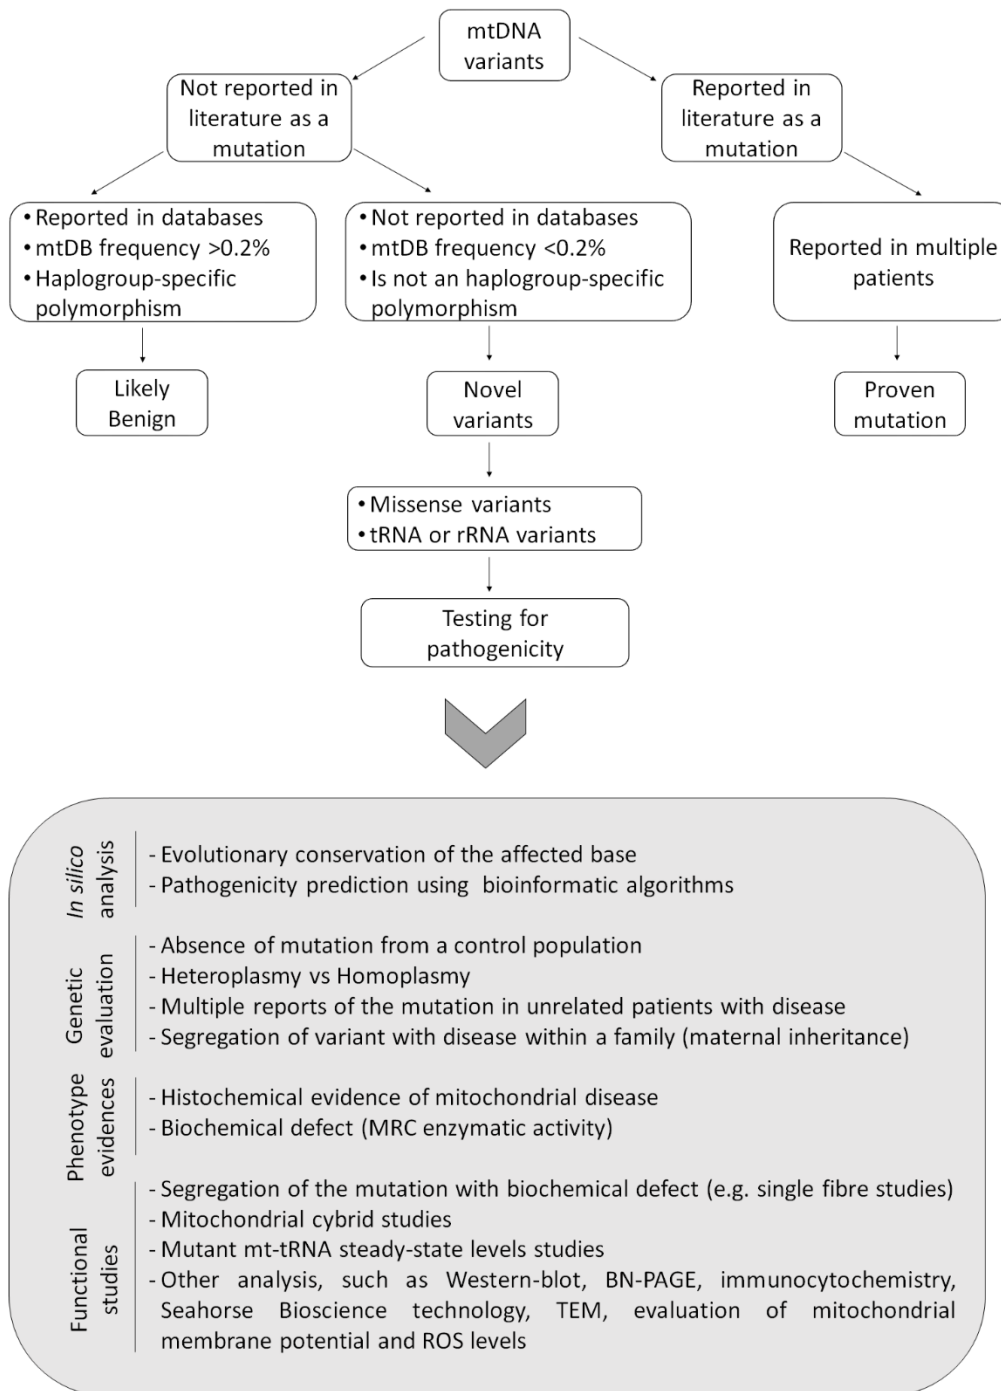 mtDNA
variants
Not reported in
literature as a
mutation
Reported in
literature as a
mutation
• Reported in databases
• mtDB frequency >0.2%
• Haplogroup-specific
polymorphism
• Not reported in databases
• mtDB frequency <0.2%
• Is not an haplogroup-specific
polymorphism
Reported in multiple
patients
Likely
Benign
Novel
variants
Proven
mutation
• Missense variants
• tRNA or rRNA variants
Testing for
pathogenicity
In silico
analysis
- Evolutionary conservation of the affected base
- Pathogenicity prediction using bioinformatic algorithms
Genetic
evaluation
- Absence of mutation from a control population
- Heteroplasmy vs Homoplasmy
- Multiple reports of the mutation in unrelated patients with disease
- Segregation of variant with disease within a family (maternal inheritance)
Phenotype
evidences
- Histochemical evidence of mitochondrial disease
- Biochemical defect (MRC enzymatic activity)
Functional
studies
- Segregation of the mutation with biochemical defect (e.g. single fibre studies)
- Mitochondrial cybrid studies
- Mutant mt-tRNA steady-state levels studies
- Other analysis, such as Western-blot, BN-PAGE, immunocytochemistry,
Seahorse Bioscience technology, TEM, evaluation of mitochondrial
membrane potential and ROS levels